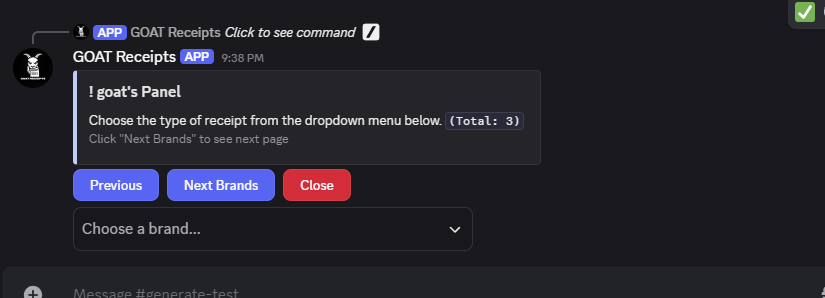 APP GOAT Receipts Click to see command
GOAT Receipts APP 9:38 PM
! goat's Panel
Choose the type of receipt from the dropdown menu below. (Total: 3)
Click "Next Brands" to see next page
Previous Next Brands Close
Choose a brand...
Message #generate-test